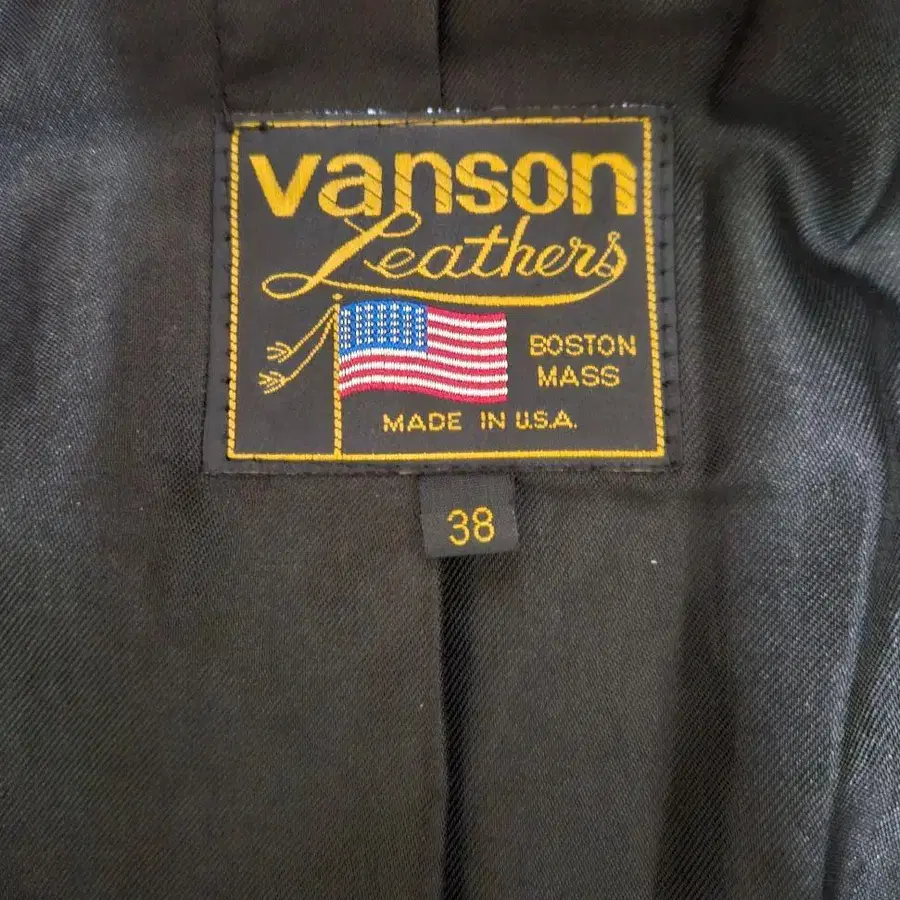 vanson
Leathers
BOSTON
MASS
MADE IN U.S.A.
38